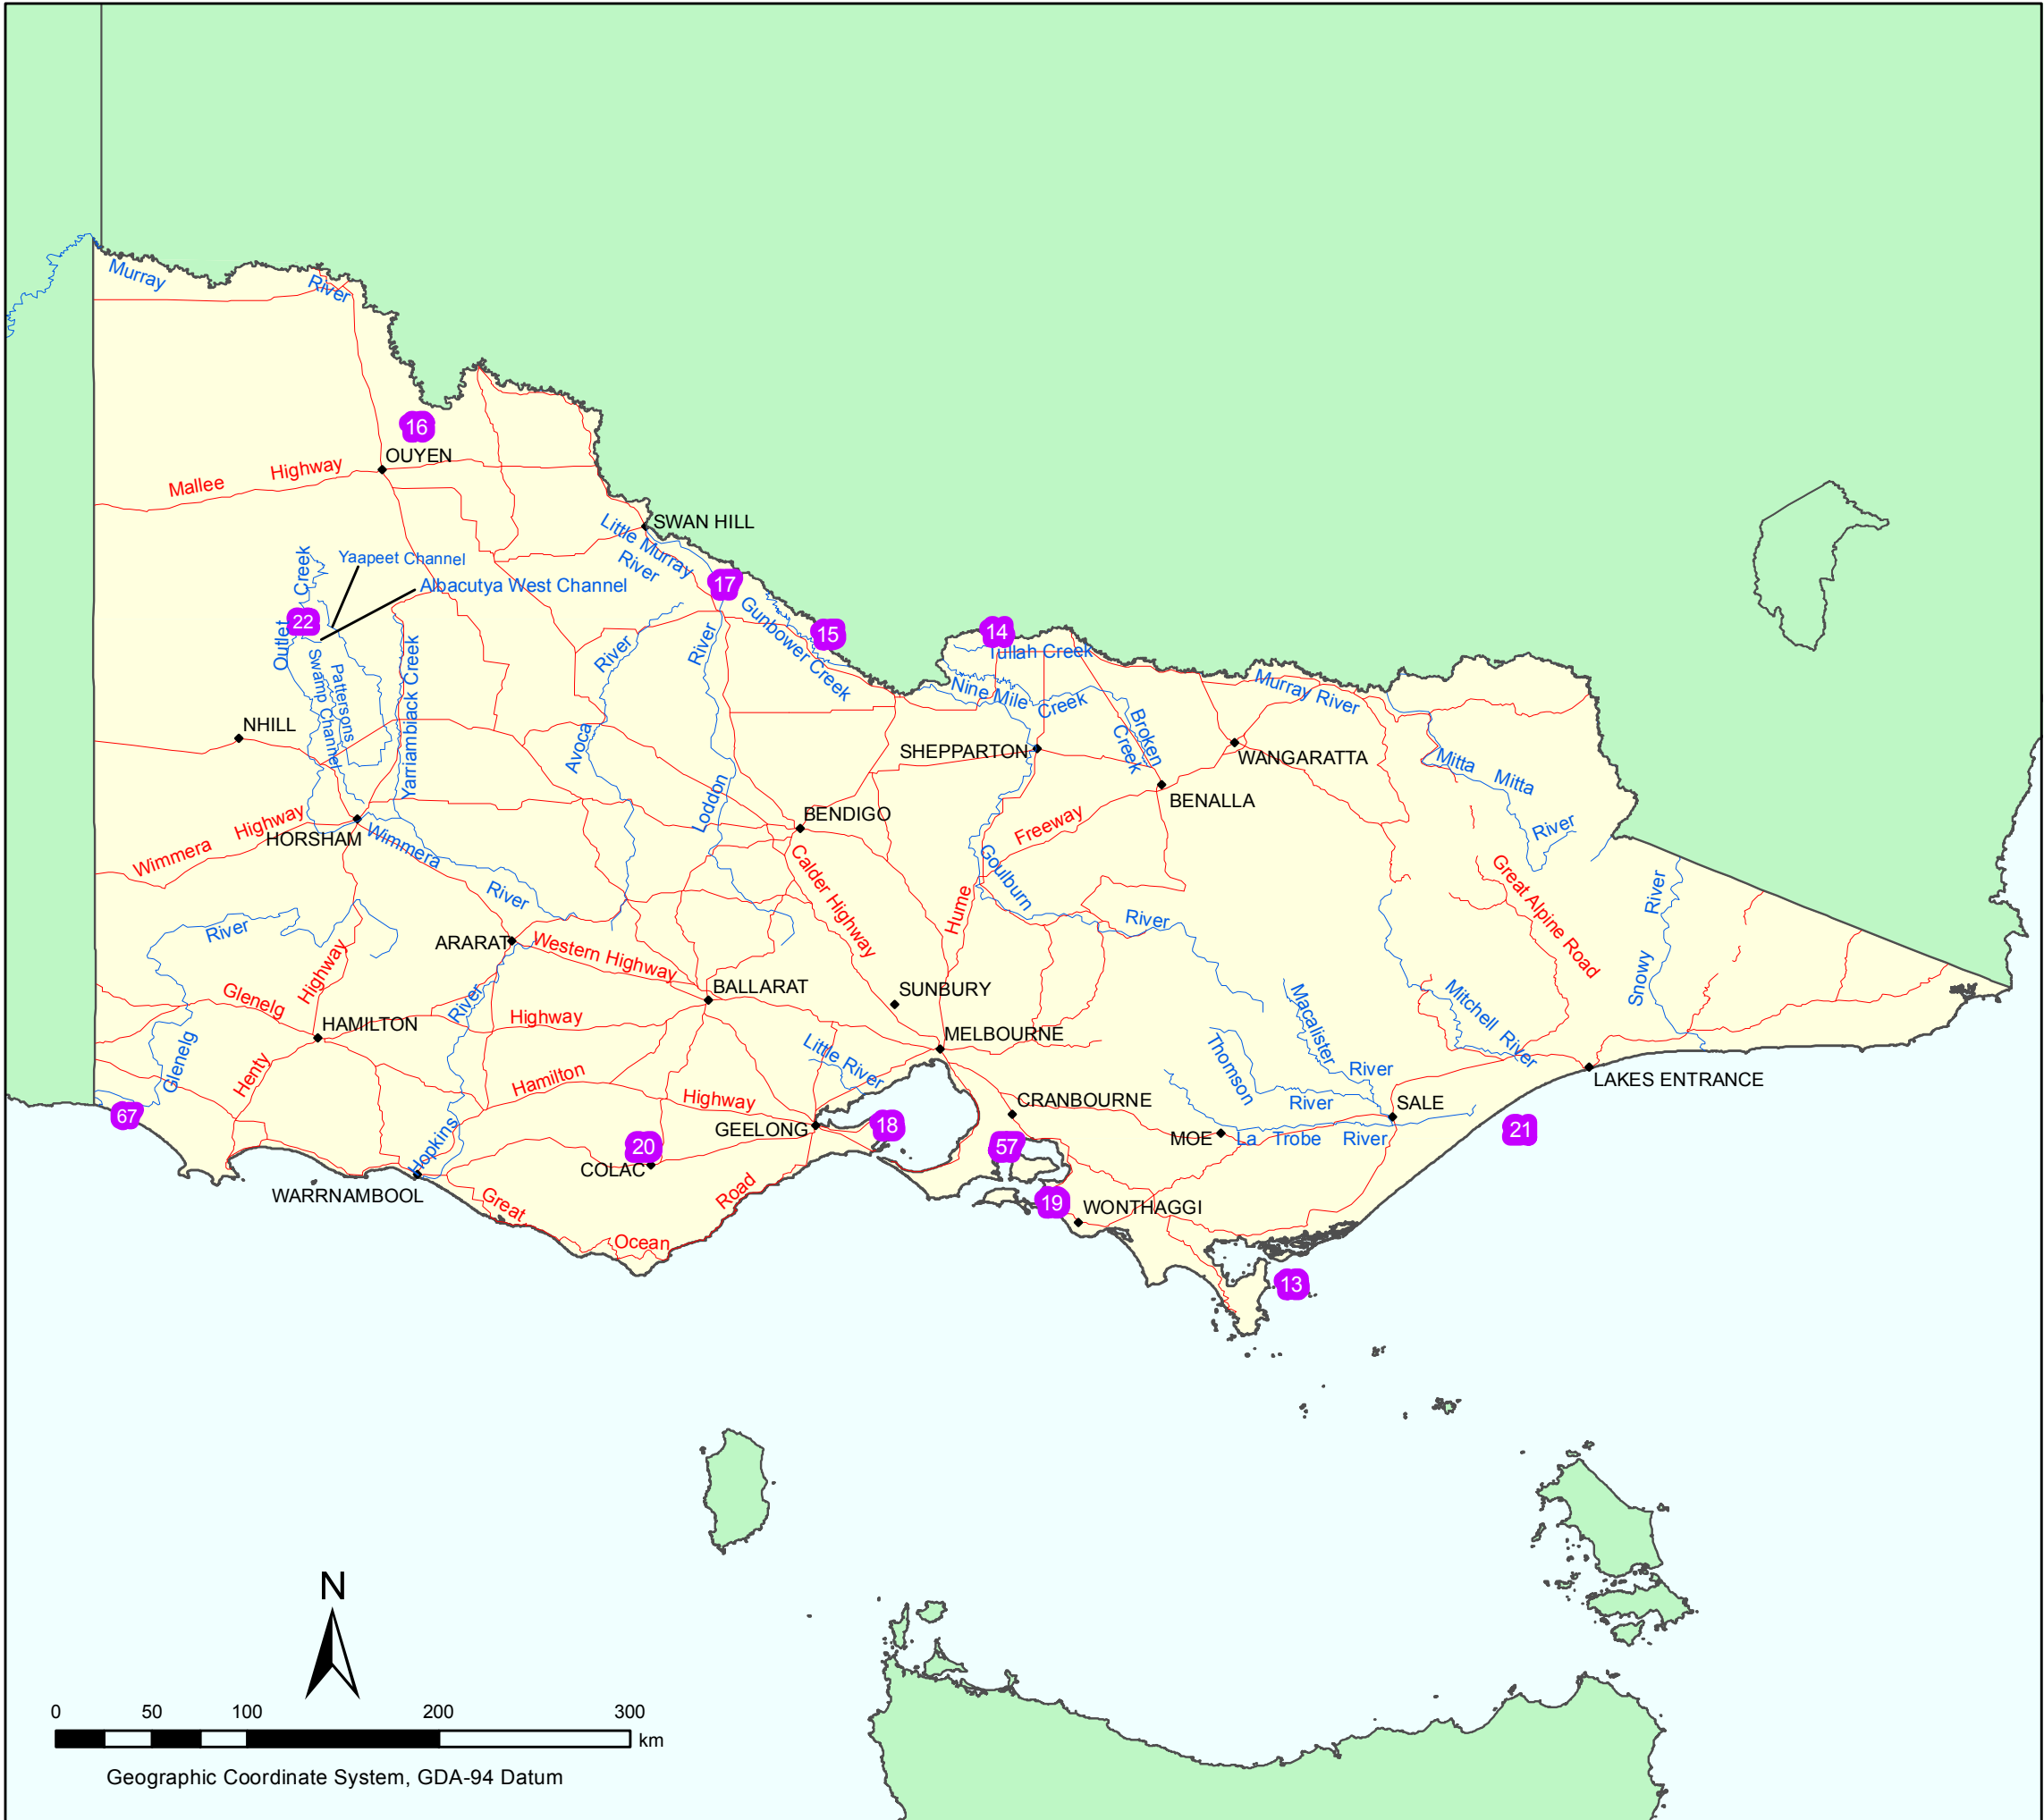 Murray
River
16
OUYEN
Mallee Highway
SWAN HILL
Little Murray
River
Creek
Yaapeet Channel
Albacutya West Channel
17
22
Outlet
Swamp Channel
Pattersons
Yarriambiack Creek
River
River
Gunbower Creek
15
14
Tullah Creek
Nine Mile Creek
Murray River
NHILL
Avoca
Broken
Creek
SHEPPARTON
WANGARATTA
Mitta Mitta
River
BENALLA
Loddon
BENDIGO
Freeway
Wimmera Highway
HORSHAM
Wimmera
River
Calder Highway
Goulburn
River
Hume
Great Alpine Road
Snowy River
River
Highway
ARARAT
Western Highway
BALLARAT
SUNBURY
Glenelg
HAMILTON
River
Highway
MELBOURNE
Macalister
River
Mitchell River
Little River
Thomson
River
LAKES ENTRANCE
Glenelg
Henty
Hamilton
Highway
67
CRANBOURNE
SALE
GEELONG
18
21
Hopkins
20
COLAC
57
MOE
La Trobe River
WARRNAMBOOL
Great
Ocean
Road
19
WONTHAGGI
13
N
0 50 100 200 300
km
Geographic Coordinate System, GDA-94 Datum